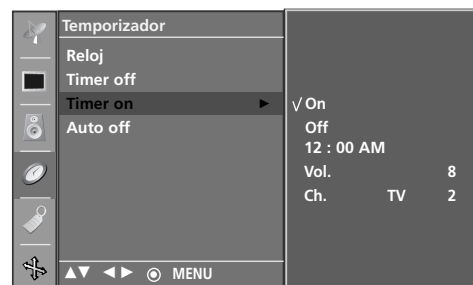 Temporizador
Reloj
Timer off
Timer on ►
Auto off
▲▼ ◄► ◉ MENU
√ On
Off
12 : 00 AM
Vol. 8
Ch. TV 2